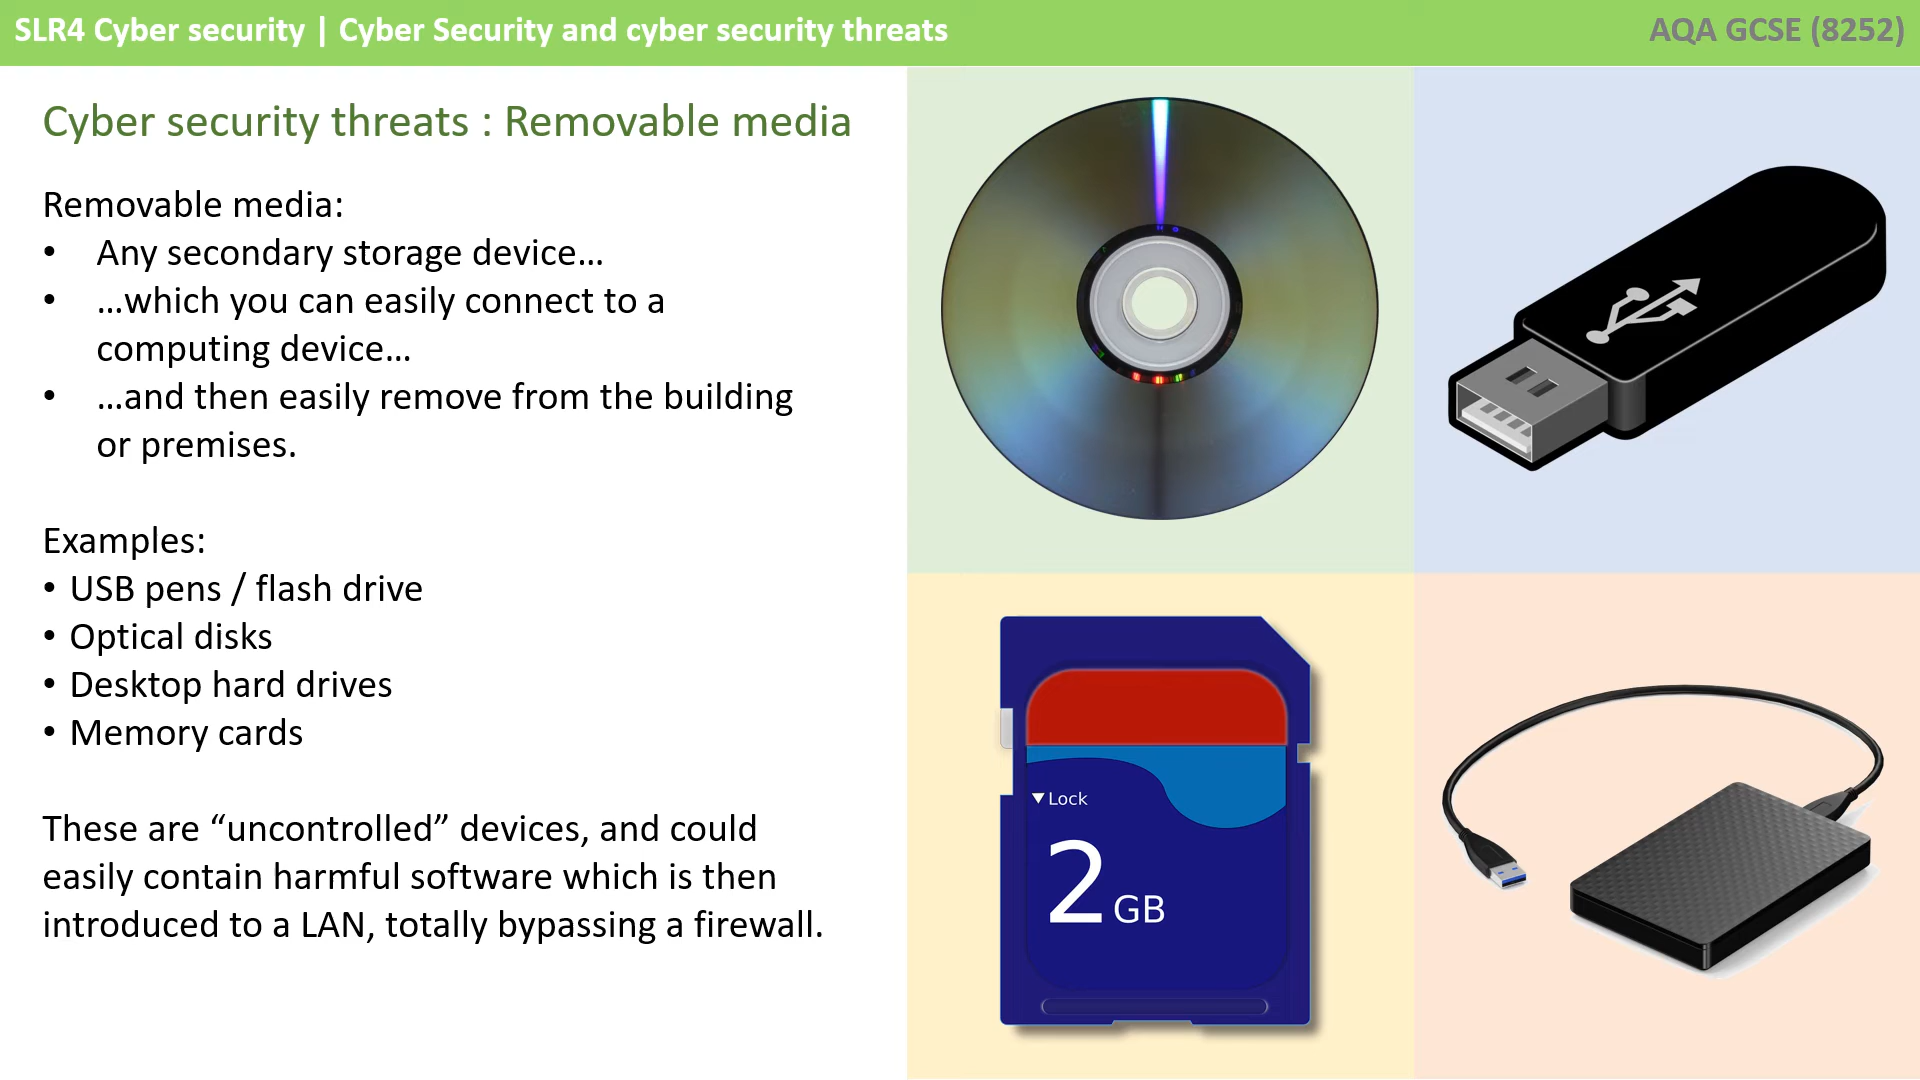 SLR4 Cyber security | Cyber Security and cyber security threats
AQA GCSE (8252)
Cyber security threats : Removable media
Removable media:
• Any secondary storage device…
• …which you can easily connect to a
computing device…
• …and then easily remove from the building
or premises.
Examples:
• USB pens / flash drive
• Optical disks
• Desktop hard drives
• Memory cards
These are “uncontrolled” devices, and could
easily contain harmful software which is then
introduced to a LAN, totally bypassing a firewall.
Lock
2 GB